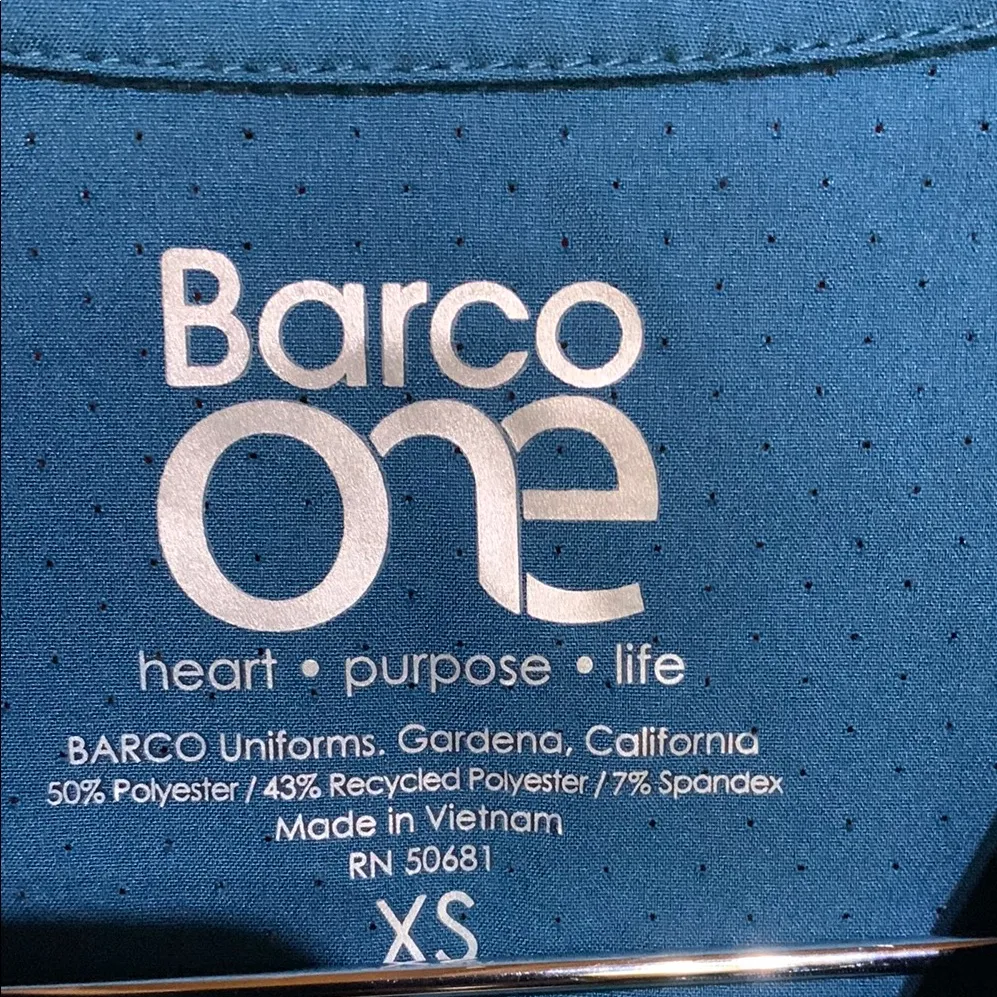 Barco
one
heart • purpose • life
BARCO Uniforms. Gardena, California
50% Polyester / 43% Recycled Polyester / 7% Spandex
Made in Vietnam
RN 50681
XS